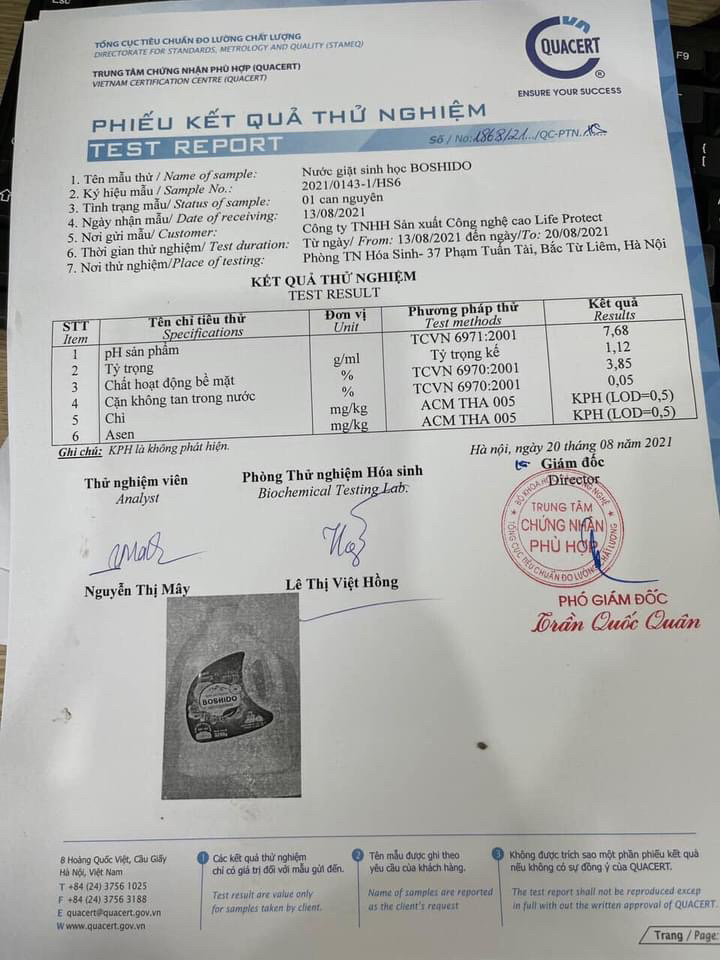 TỔNG CỤC TIÊU CHUẨN ĐO LƯỜNG CHẤT LƯỢNG
DIRECTORATE FOR STANDARDS, METROLOGY AND QUALITY (STAMEQ)
TRUNG TÂM CHỨNG NHẬN PHÙ HỢP (QUACERT)
VIETNAM CERTIFICATION CENTRE (QUACERT)
QUACERT
®
ENSURE YOUR SUCCESS
PHIẾU KẾT QUẢ THỬ NGHIỆM
TEST REPORT
Số / No: 1868/21.../QC-PTN.
1. Tên mẫu thử / Name of sample: Nước giặt sinh học BOSHIDO
2. Ký hiệu mẫu / Sample No.: 2021/0143-1/HS6
3. Tình trạng mẫu/ Status of sample: 01 can nguyên
4. Ngày nhận mẫu/ Date of receiving: 13/08/2021
5. Nơi gửi mẫu/ Customer: Công ty TNHH Sản xuất Công nghệ cao Life Protect
6. Thời gian thử nghiệm/ Test duration: Từ ngày/ From: 13/08/2021 đến ngày/To: 20/08/2021
7. Nơi thử nghiệm/Place of testing: Phòng TN Hóa Sinh- 37 Phạm Tuấn Tài, Bắc Từ Liêm, Hà Nội
KẾT QUẢ THỬ NGHIỆM
TEST RESULT
STT Tên chỉ tiêu thử Đơn vị Phương pháp thử Kết quả
Item Specifications Unit Test methods Results
1 pH sản phẩm TCVN 6971:2001 7,68
2 Tỷ trọng g/ml Tỷ trọng kế 1,12
3 Chất hoạt động bề mặt % TCVN 6970:2001 3,85
4 Cặn không tan trong nước % TCVN 6970:2001 0,05
5 Chì mg/kg ACM THA 005 KPH (LOD=0,5)
6 Asen mg/kg ACM THA 005 KPH (LOD=0,5)
Ghi chú: KPH là không phát hiện.
Hà nội, ngày 20 tháng 08 năm 2021
Thử nghiệm viên Phòng Thử nghiệm Hóa sinh Giám đốc
Analyst Biochemical Testing Lab. Director
BỘ KHOA HỌC CÔNG NGHỆ
TRUNG TÂM
CHỨNG NHẬN
PHÙ HỢP
TỔNG CỤC TIÊU CHUẨN ĐO LƯỜNG CHẤT LƯỢNG
Nguyễn Thị Mây Lê Thị Việt Hồng
PHÓ GIÁM ĐỐC
Trần Quốc Quân
BOSHIDO
8 Hoàng Quốc Việt, Cầu Giấy
Hà Nội, Việt Nam
T +84 (24) 3756 1025
F +84 (24) 3756 3188
E quacert@quacert.gov.vn
W www.quacert.gov.vn
1 Các kết quả thử nghiệm
chỉ có giá trị đối với mẫu gửi đến.
Test result are value only
for samples taken by client.
2 Tên mẫu được ghi theo
yêu cầu của khách hàng.
Name of samples are reported
as the client's request
3 Không được trích sao một phần phiếu kết quả
nếu không có sự đồng ý của QUACERT.
The test report shall not be reproduced excep
in full with out the written approval of QUACERT.
Trang / Page:
F9